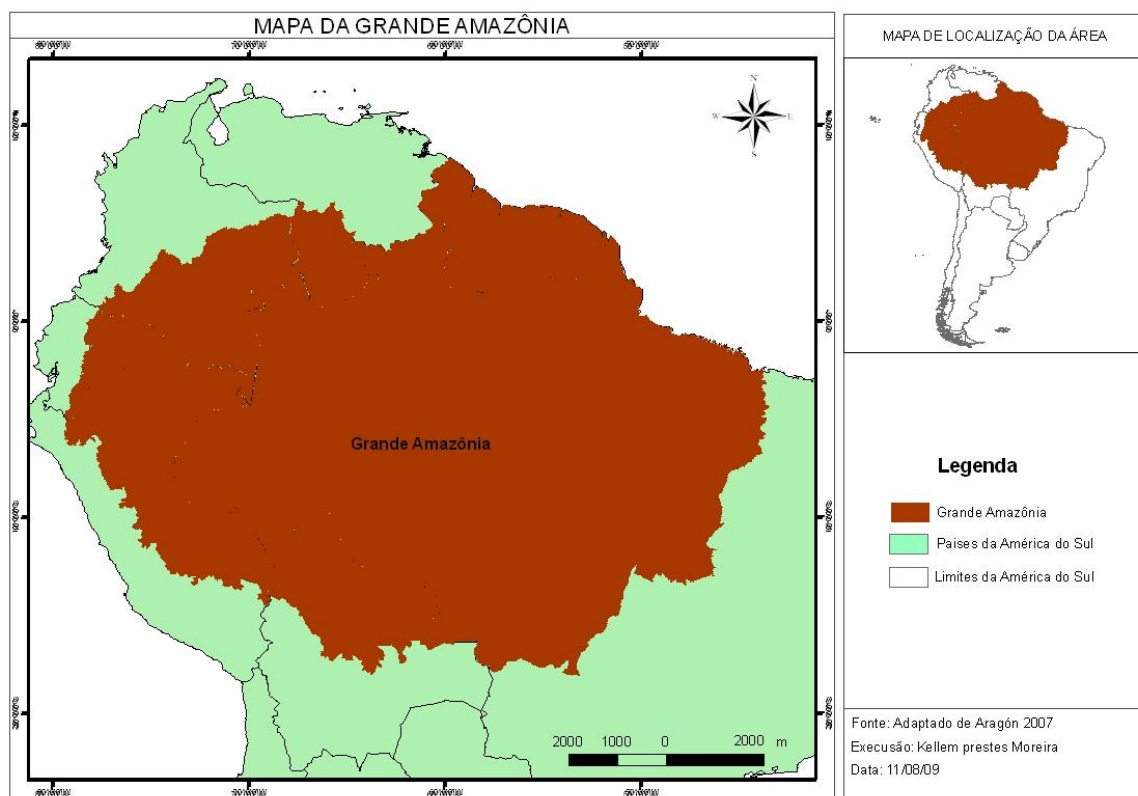 MAPA DA GRANDE AMAZÔNIA
N
W
E
S
Grande Amazônia
2000 1000 0 2000 m
MAPA DE LOCALIZAÇÃO DA ÁREA
Legenda
Grande Amazônia
Paises da América do Sul
Limites da América do Sul
Fonte: Adaptado de Aragón 2007
Execusão: Kellem prestes Moreira
Data: 11/08/09